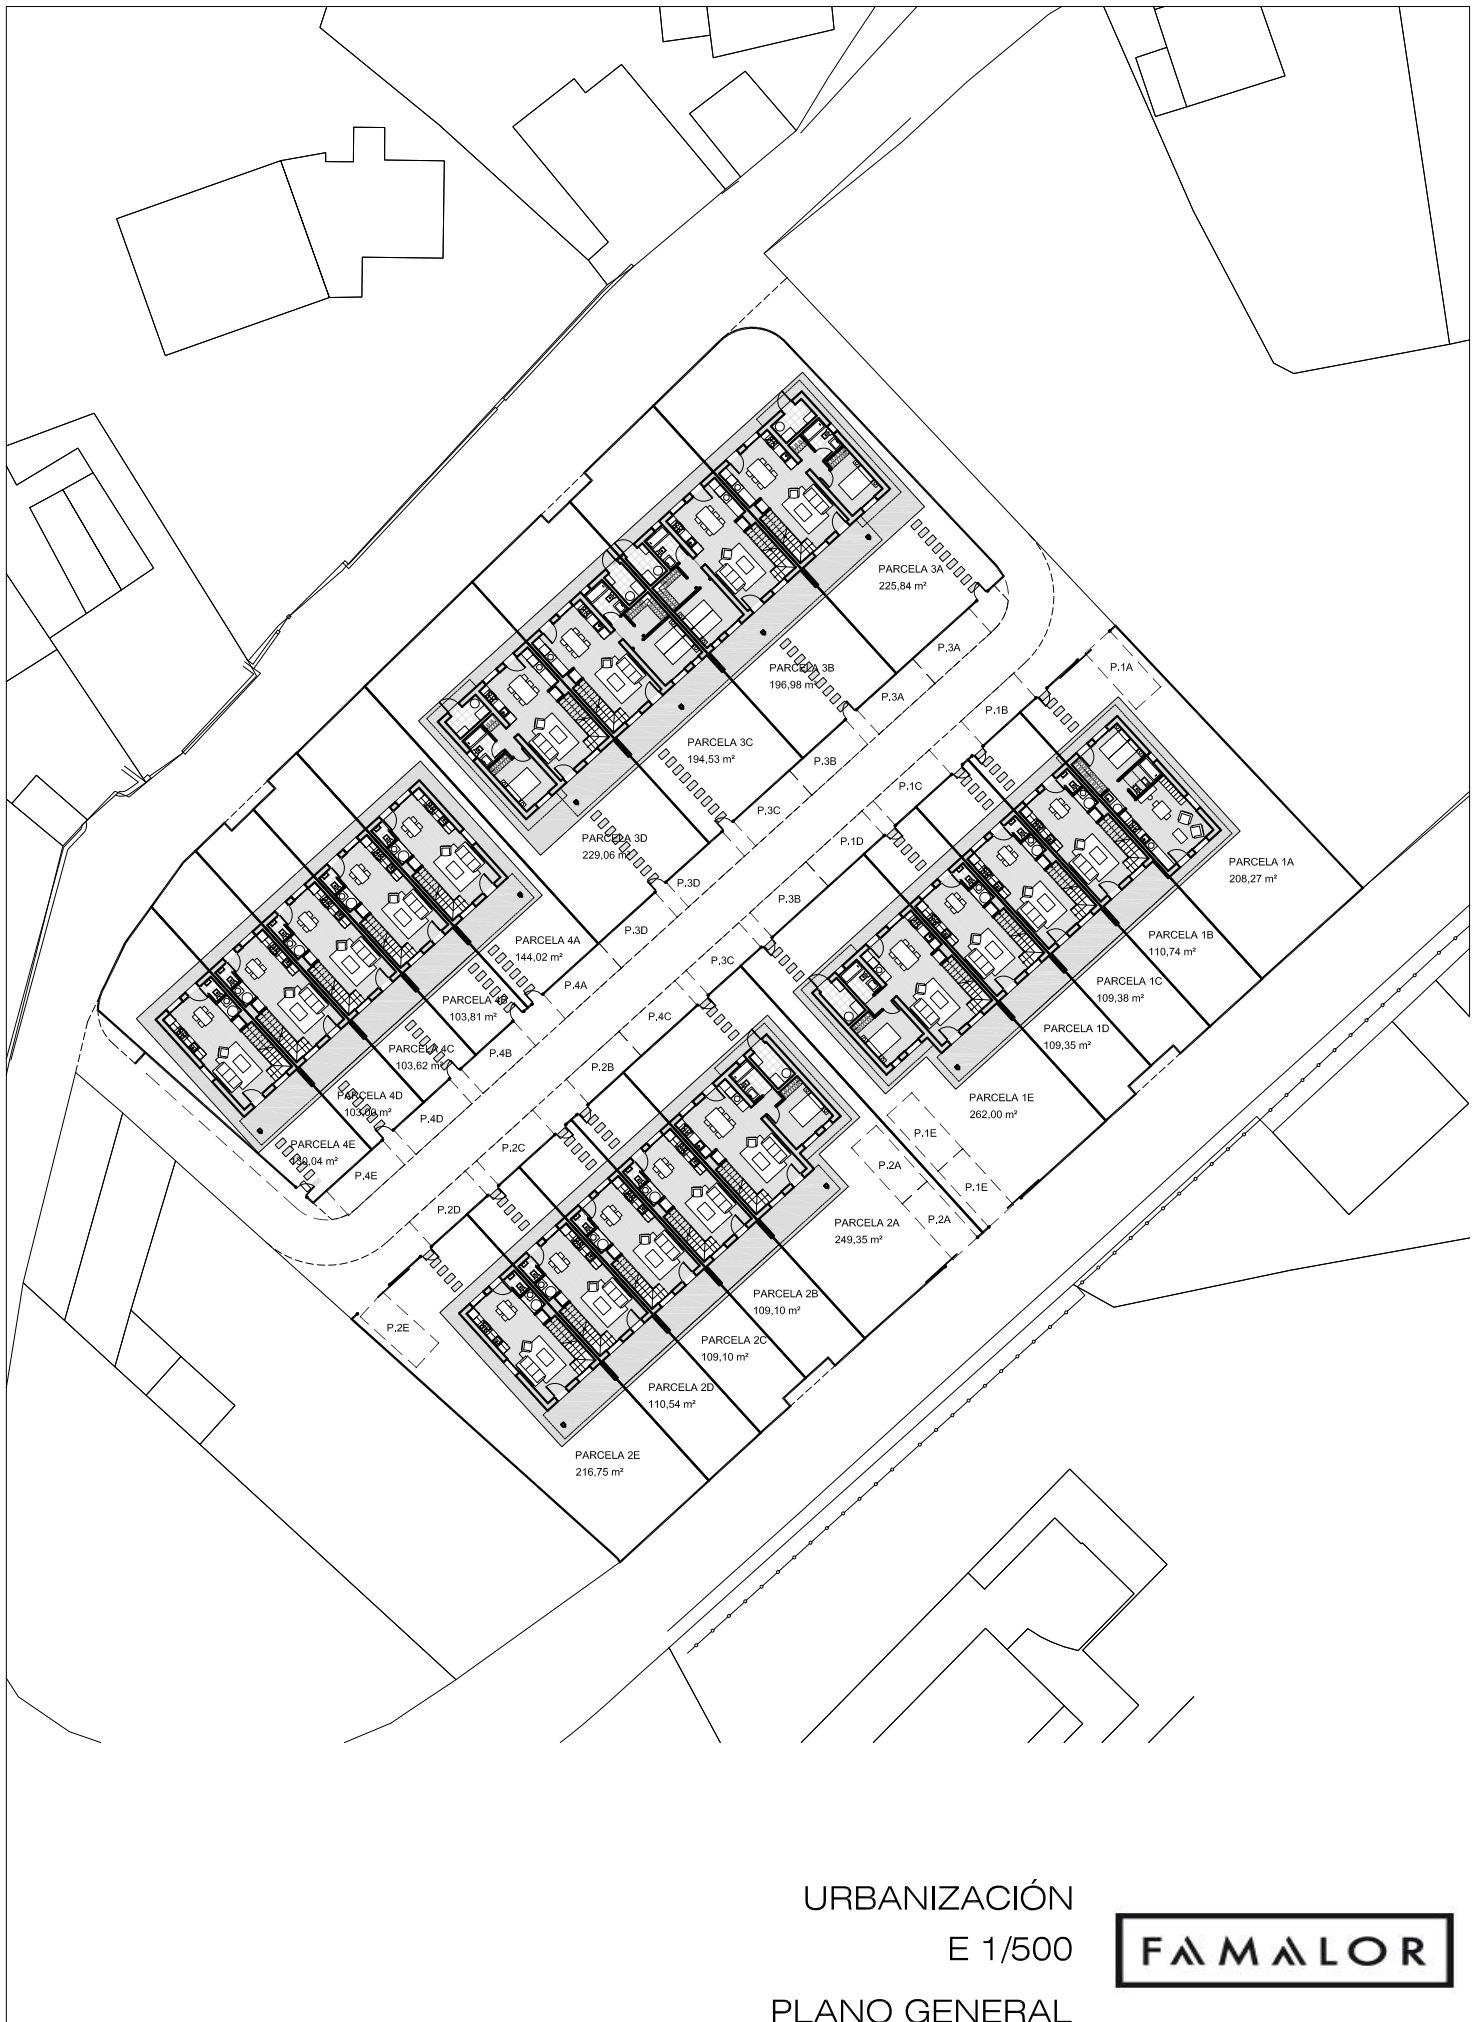 PARCELA 3A
225,84 m²
P.3A
P.1A
PARCELA 3B
196,98 m²
P.3A
P.1B
PARCELA 3C
194,53 m²
P.3B
P.1C
P.3C
PARCELA 3D
229,06 m²
P.1D
PARCELA 1A
208,27 m²
P.3D
P.3B
P.3D
PARCELA 4A
144,02 m²
PARCELA 1B
110,74 m²
P.3C
P.4A
PARCELA 1C
109,38 m²
103,81 m²
P.4C
PARCELA 1D
109,35 m²
PARCELA 4C
103,62 m²
P.4B
P.2B
PARCELA 4D
PARCELA 1E
262,00 m²
P.4D
P.1E
PARCELA 4E
P.2C
P.2A
P.4E
P.1E
P.2D
PARCELA 2A
249,35 m²
P.2A
PARCELA 2B
109,10 m²
P.2E
PARCELA 2C
109,10 m²
PARCELA 2D
110,54 m²
PARCELA 2E
216,75 m²
URBANIZACIÓN
E 1/500
PLANO GENERAL
FAMALOR